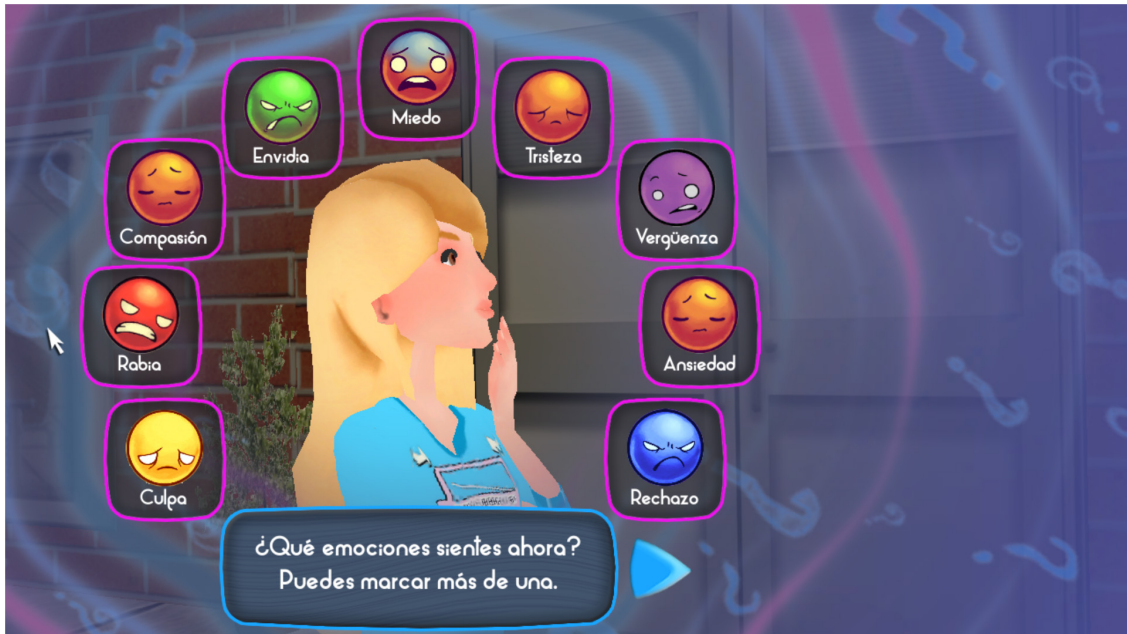 Miedo
Envidia
Tristeza
Compasión
Vergüenza
Rabia
Ansiedad
Culpa
Rechazo
¿Qué emociones sientes ahora?
Puedes marcar más de una.